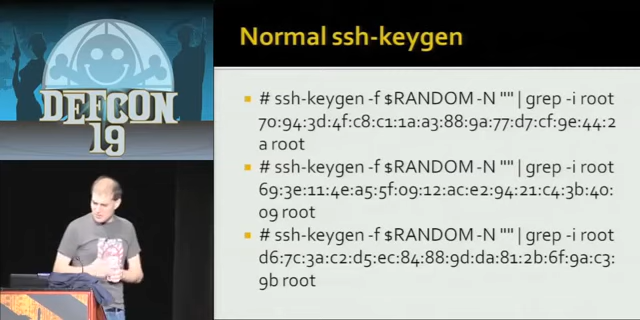 DEFCON
19
Normal ssh-keygen
# ssh-keygen -f $RANDOM -N "" | grep -i root
70:94:3d:4f:c8:c1:1a:a3:88:9a:77:d7:cf:9e:44:2
a root
# ssh-keygen -f $RANDOM -N "" | grep -i root
69:3e:11:4e:a5:5f:09:12:ac:e2:94:21:c4:3b:40:
09 root
# ssh-keygen -f $RANDOM -N "" | grep -i root
d6:7c:3a:c2:d5:ec:84:88:9d:da:81:2b:6f:9a:c3:
9b root